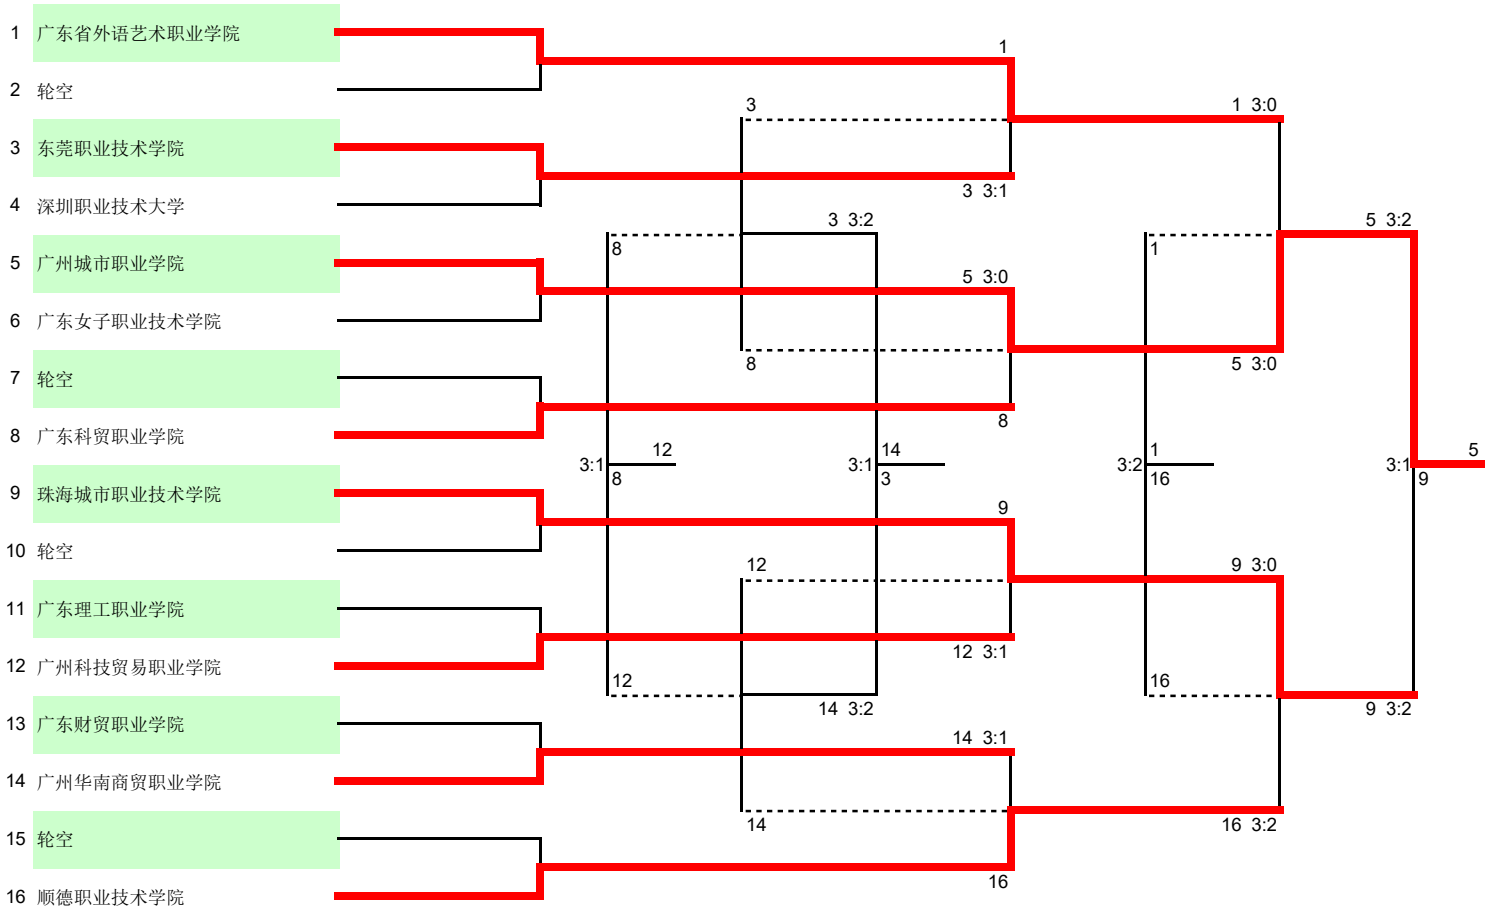 1 广东省外语艺术职业学院
1
2 轮空
3
1 3:0
3 东莞职业技术学院
3 3:1
4 深圳职业技术大学
3 3:2
5 3:2
8
1
5 广州城市职业学院
5 3:0
6 广东女子职业技术学院
8
5 3:0
7 轮空
8
8 广东科贸职业学院
12
14
1
5
3:1
3:1
3:2
3:1
8
3
16
9
9 珠海城市职业技术学院
9
10 轮空
12
9 3:0
11 广东理工职业学院
12 3:1
12 广州科技贸易职业学院
12
16
14 3:2
9 3:2
13 广东财贸职业学院
14 3:1
14 广州华南商贸职业学院
14
16 3:2
15 轮空
16
16 顺德职业技术学院